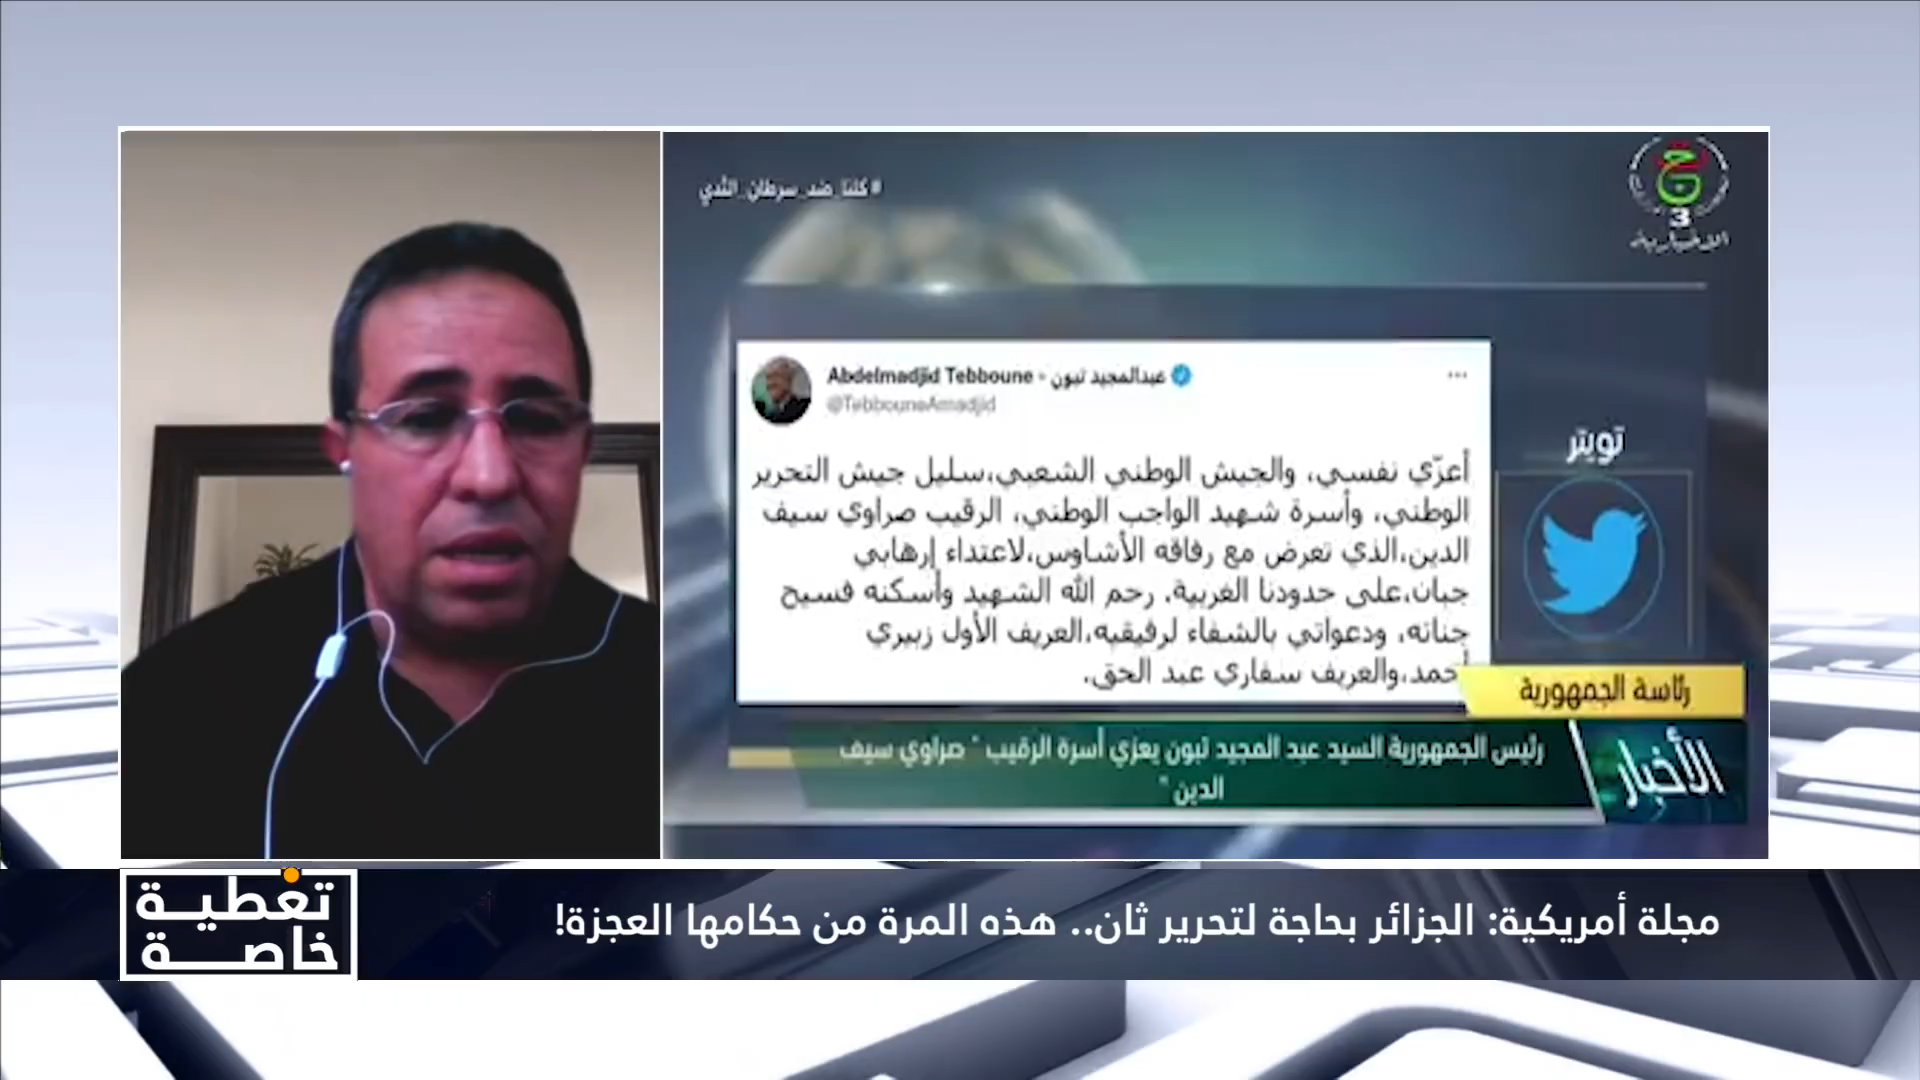 #كلنا_ضد_سرطان_الثدي
3
الاخبارية
Abdelmadjid Tebboune - عبدالمجيد تبون
@TebbouneAmadjid
أعزّي نفسي، والجيش الوطني الشعبي،سليل جيش التحرير
الوطني، وأسرة شهيد الواجب الوطني، الرقيب صراوي سيف
الدين،الذي تعرض مع رفاقه الأشاوس،لاعتداء إرهابي
جبان،على حدودنا الغربية. رحم الله الشهيد وأسكنه فسيح
جنانه، ودعواتي بالشفاء لرفيقيه،العريف الأول زبيري
أحمد،والعريف سفاري عبد الحق.
تويتر
رئاسة الجمهورية
الأخبار
رئيس الجمهورية السيد عبد المجيد تبون يعزي أسرة الرقيب " صراوي سيف
الدين "
مجلة أمريكية: الجزائر بحاجة لتحرير ثان.. هذه المرة من حكامها العجزة!
تغطية
خاصة